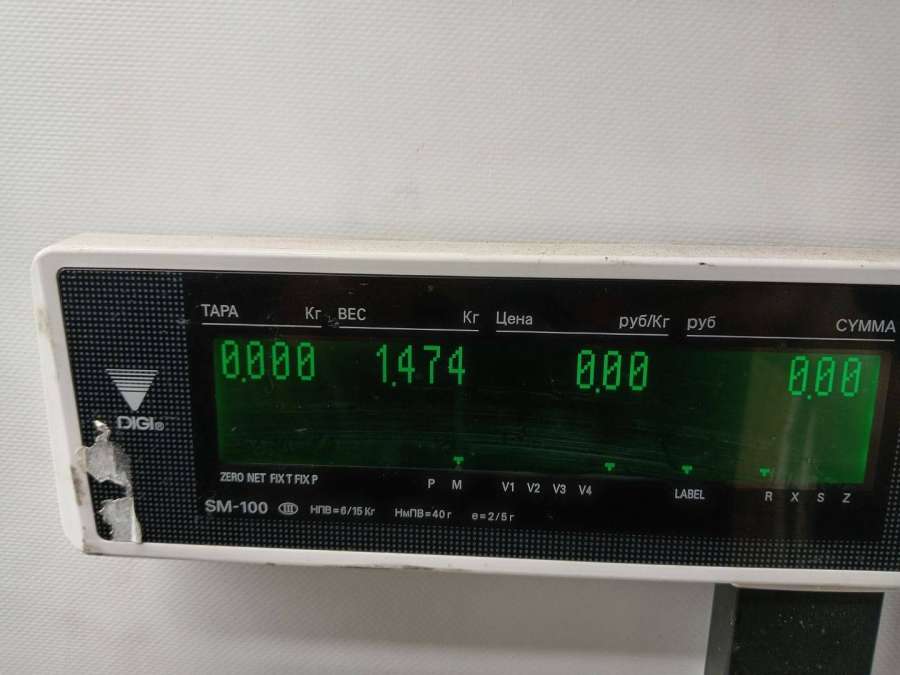 ТАРА Кг ВЕС Кг Цена руб/Кг руб СУММА
0.000 1.474 0.00 0.00
DIGI®
ZERO NET FIX T FIX P P M V1 V2 V3 V4 LABEL R X S Z
SM-100 III НПВ=6/15 Кг НмПВ=40 г е=2/5 г